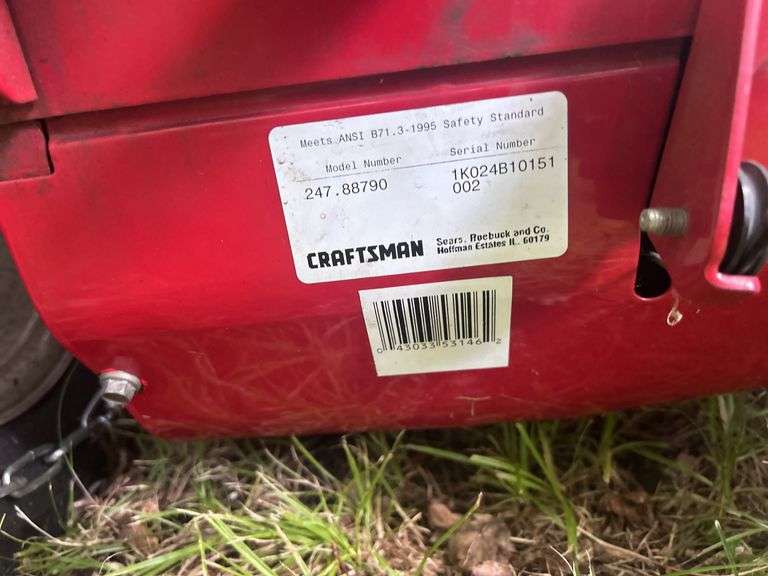 Meets ANSI B71.3-1995 Safety Standard
Model Number Serial Number
247.88790 1K024B10151
002
CRAFTSMAN Sears, Roebuck and Co.
Hoffman Estates IL. 60179
0 43033 53146 2